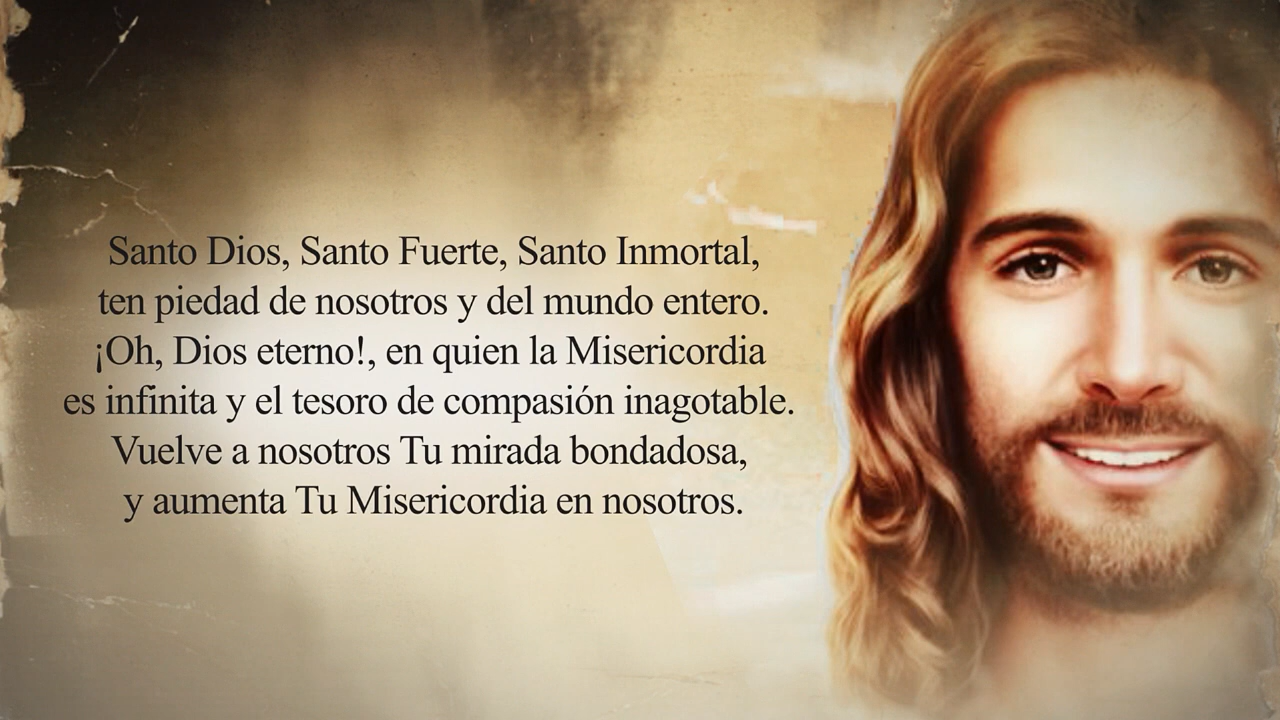 Santo Dios, Santo Fuerte, Santo Inmortal,
ten piedad de nosotros y del mundo entero.
¡Oh, Dios eterno!, en quien la Misericordia
es infinita y el tesoro de compasión inagotable.
Vuelve a nosotros Tu mirada bondadosa,
y aumenta Tu Misericordia en nosotros.